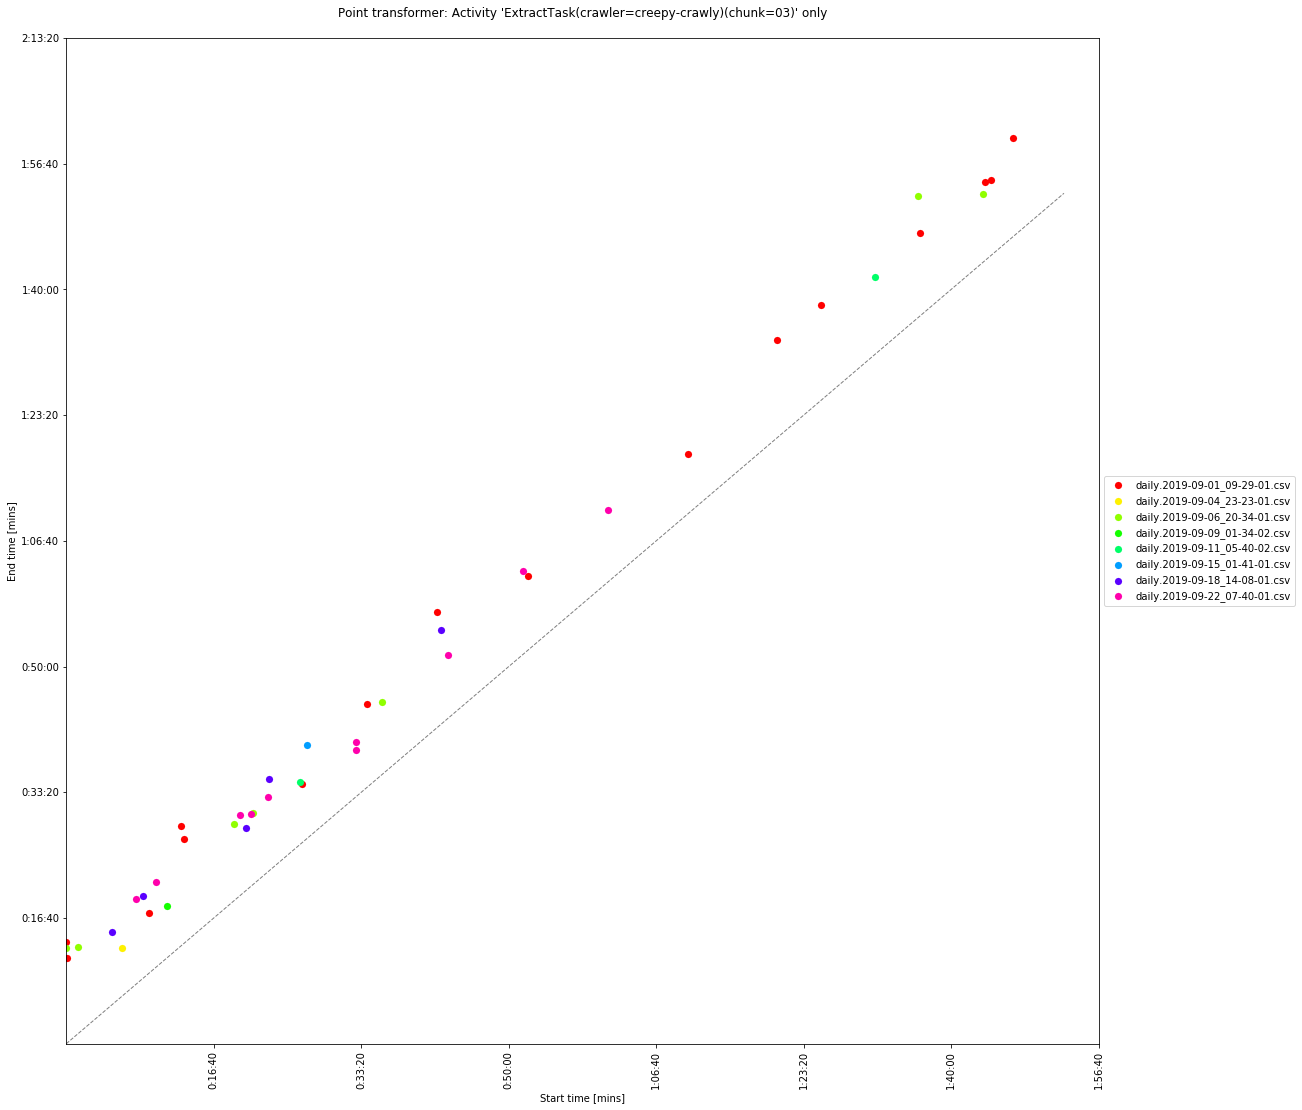 Point transformer: Activity 'ExtractTask(crawler=creepy-crawly)(chunk=03)' only
2:13:20
1:56:40
1:40:00
1:23:20
1:06:40
0:50:00
0:33:20
0:16:40
End time [mins]
0:16:40
0:33:20
0:50:00
1:06:40
1:23:20
1:40:00
1:56:40
Start time [mins]
daily.2019-09-01_09-29-01.csv
daily.2019-09-04_23-23-01.csv
daily.2019-09-06_20-34-01.csv
daily.2019-09-09_01-34-02.csv
daily.2019-09-11_05-40-02.csv
daily.2019-09-15_01-41-01.csv
daily.2019-09-18_14-08-01.csv
daily.2019-09-22_07-40-01.csv